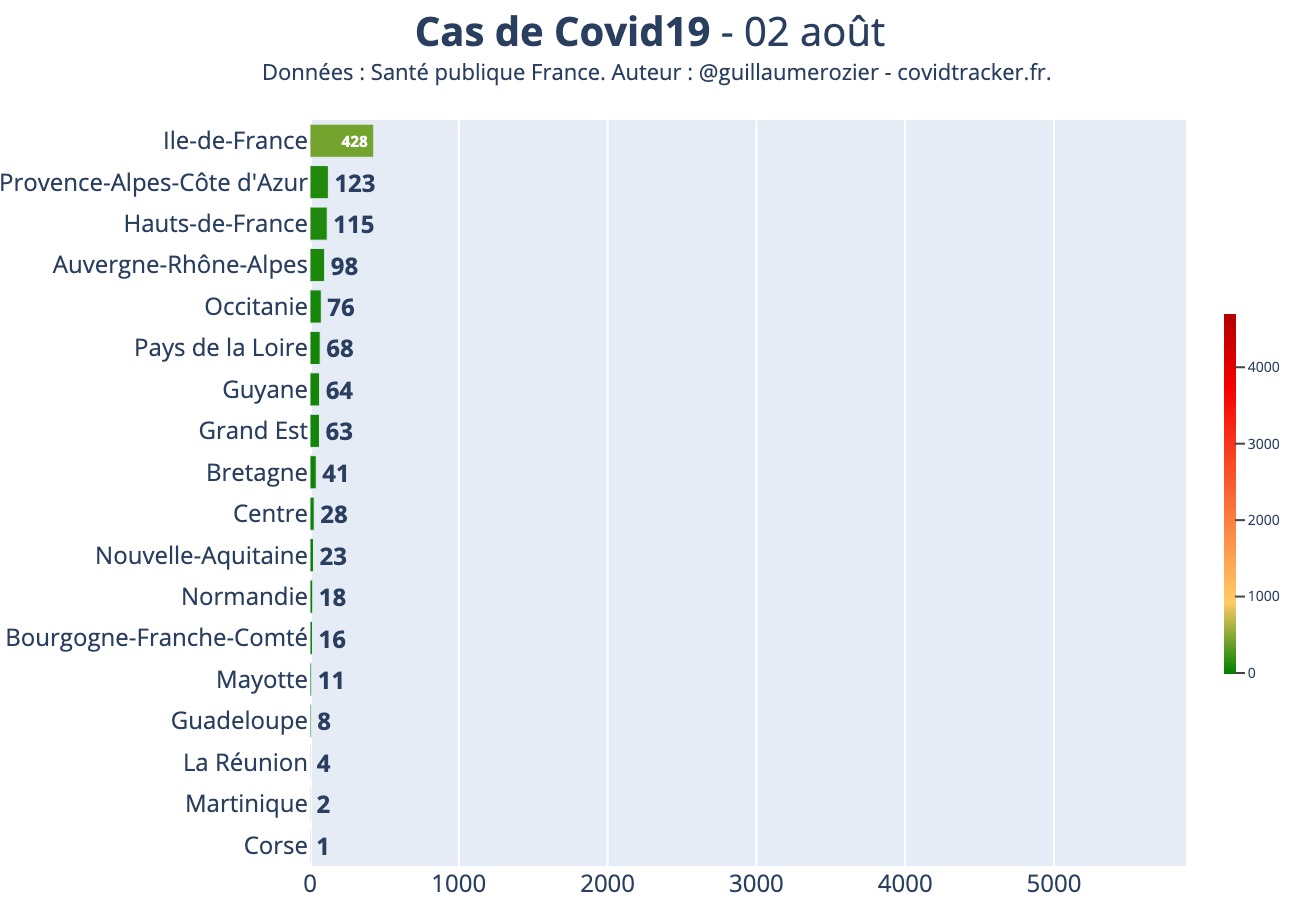 Cas de Covid19 - 02 août
Données : Santé publique France. Auteur : @guillaumerozier - covidtracker.fr.
Ile-de-France 428
Provence-Alpes-Côte d'Azur 123
Hauts-de-France 115
Auvergne-Rhône-Alpes 98
Occitanie 76
Pays de la Loire 68
Guyane 64
Grand Est 63
Bretagne 41
Centre 28
Nouvelle-Aquitaine 23
Normandie 18
Bourgogne-Franche-Comté 16
Mayotte 11
Guadeloupe 8
La Réunion 4
Martinique 2
Corse 1
0 1000 2000 3000 4000 5000
4000
3000
2000
1000
0